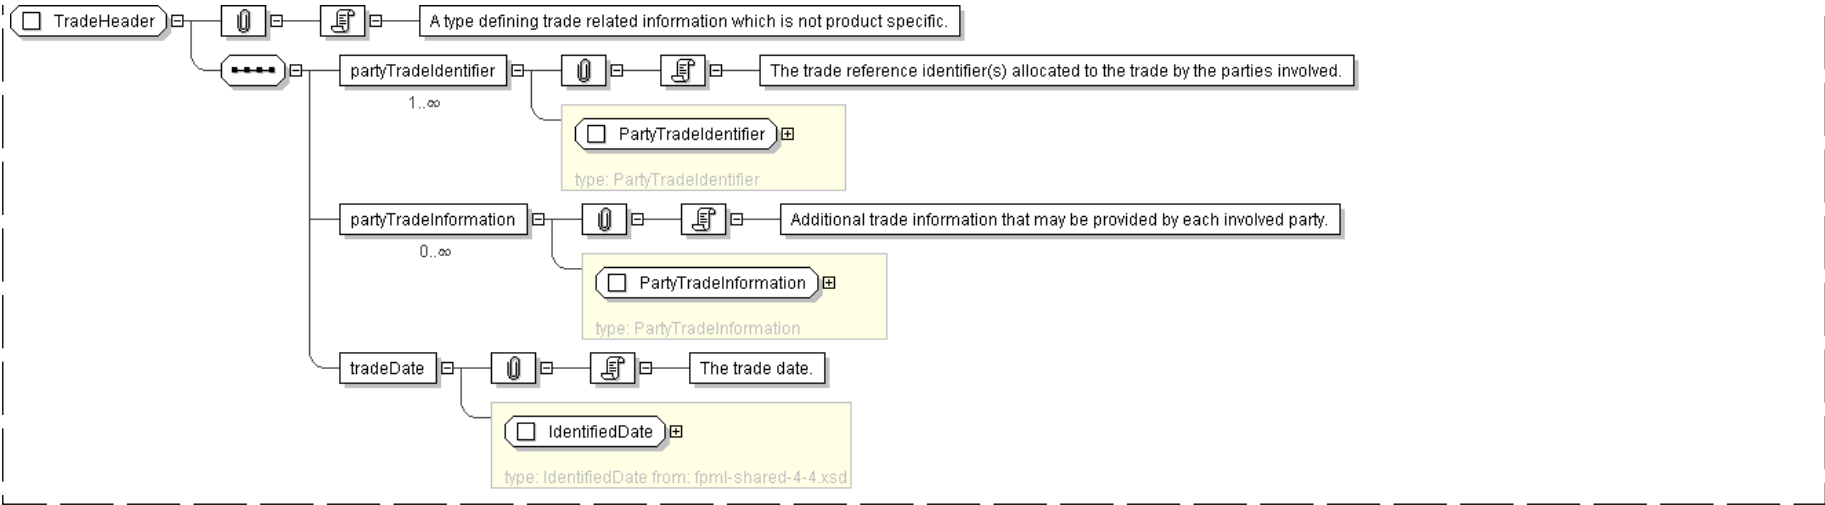 TradeHeader
A type defining trade related information which is not product specific.
partyTradeIdentifier
The trade reference identifier(s) allocated to the trade by the parties involved.
1..∞
PartyTradeIdentifier
type: PartyTradeIdentifier
partyTradeInformation
Additional trade information that may be provided by each involved party.
0..∞
PartyTradeInformation
type: PartyTradeInformation
tradeDate
The trade date.
IdentifiedDate
type: IdentifiedDate from: fpml-shared-4-4.xsd